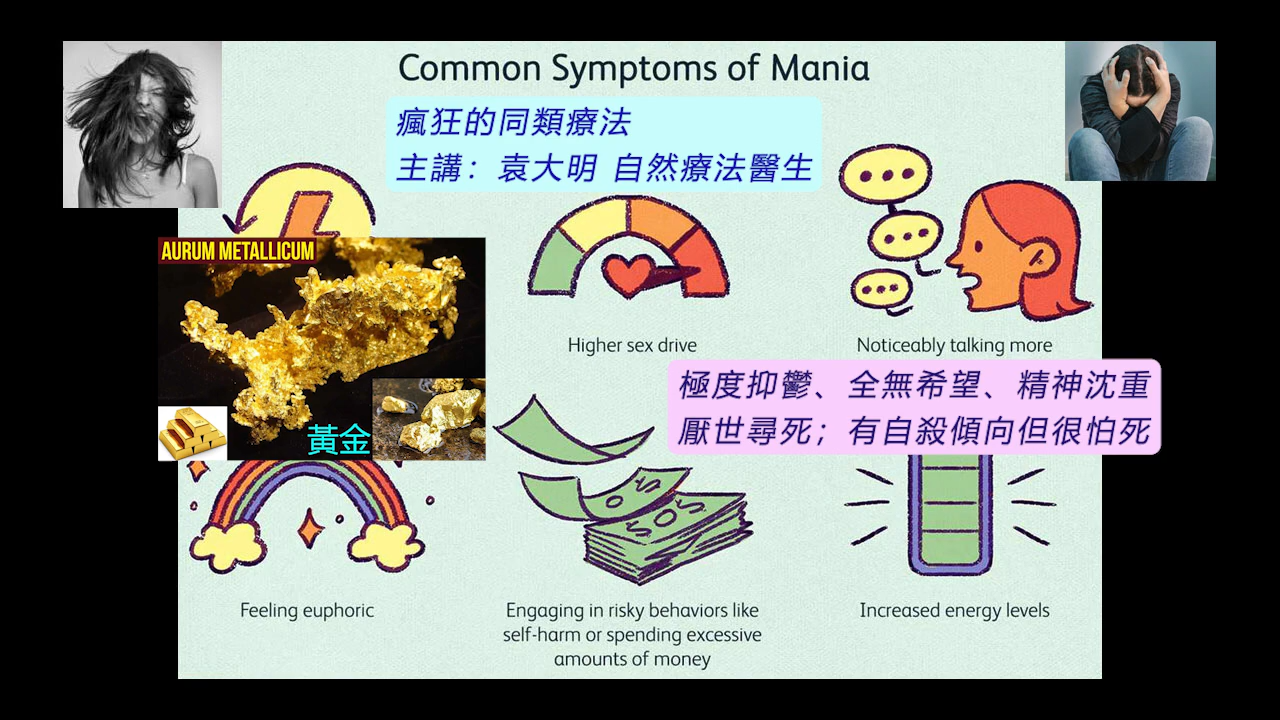 Common Symptoms of Mania
瘋狂的同類療法
主講：袁大明 自然療法醫生
AURUM METALLICUM
黃金
Higher sex drive
Noticeably talking more
極度抑鬱、全無希望、精神沈重
厭世尋死；有自殺傾向但很怕死
Feeling euphoric
Engaging in risky behaviors like
self-harm or spending excessive
amounts of money
Increased energy levels